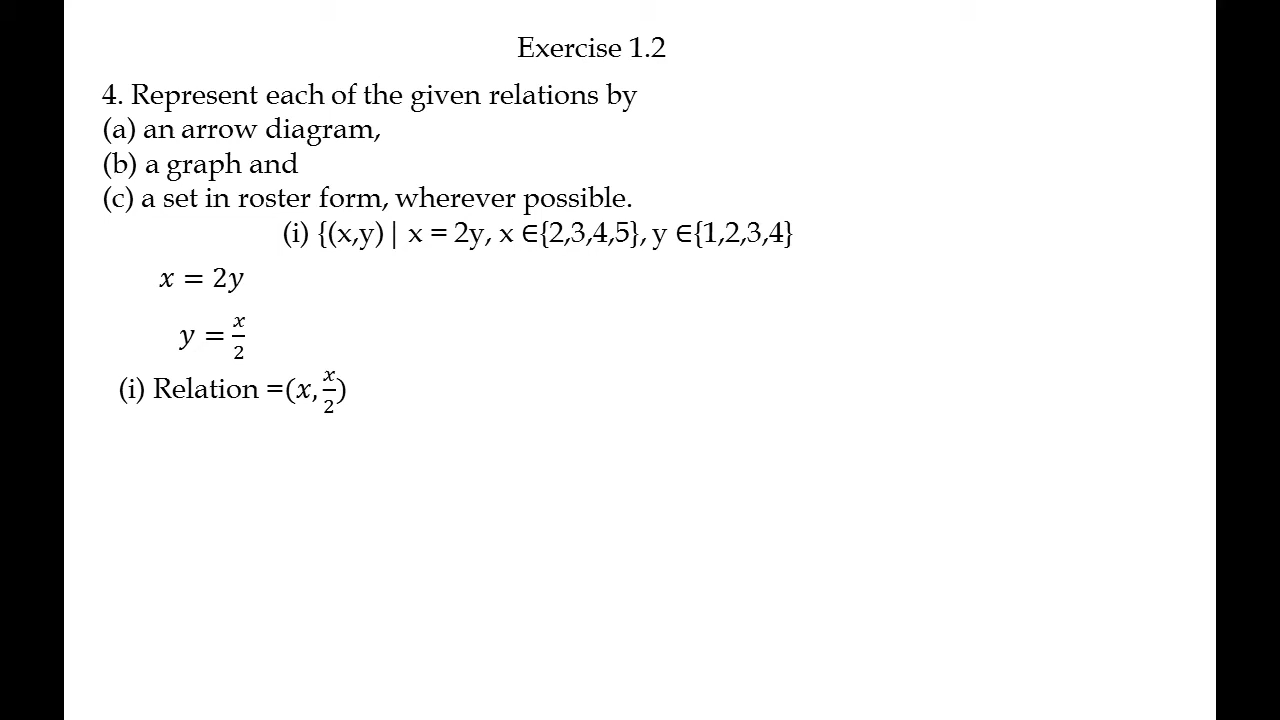 Exercise 1.2
4. Represent each of the given relations by
(a) an arrow diagram,
(b) a graph and
(c) a set in roster form, wherever possible.
(i) {(x,y) | x = 2y, x ∈{2,3,4,5}, y ∈{1,2,3,4}
x = 2y
y = x/2
(i) Relation =(x, x/2)